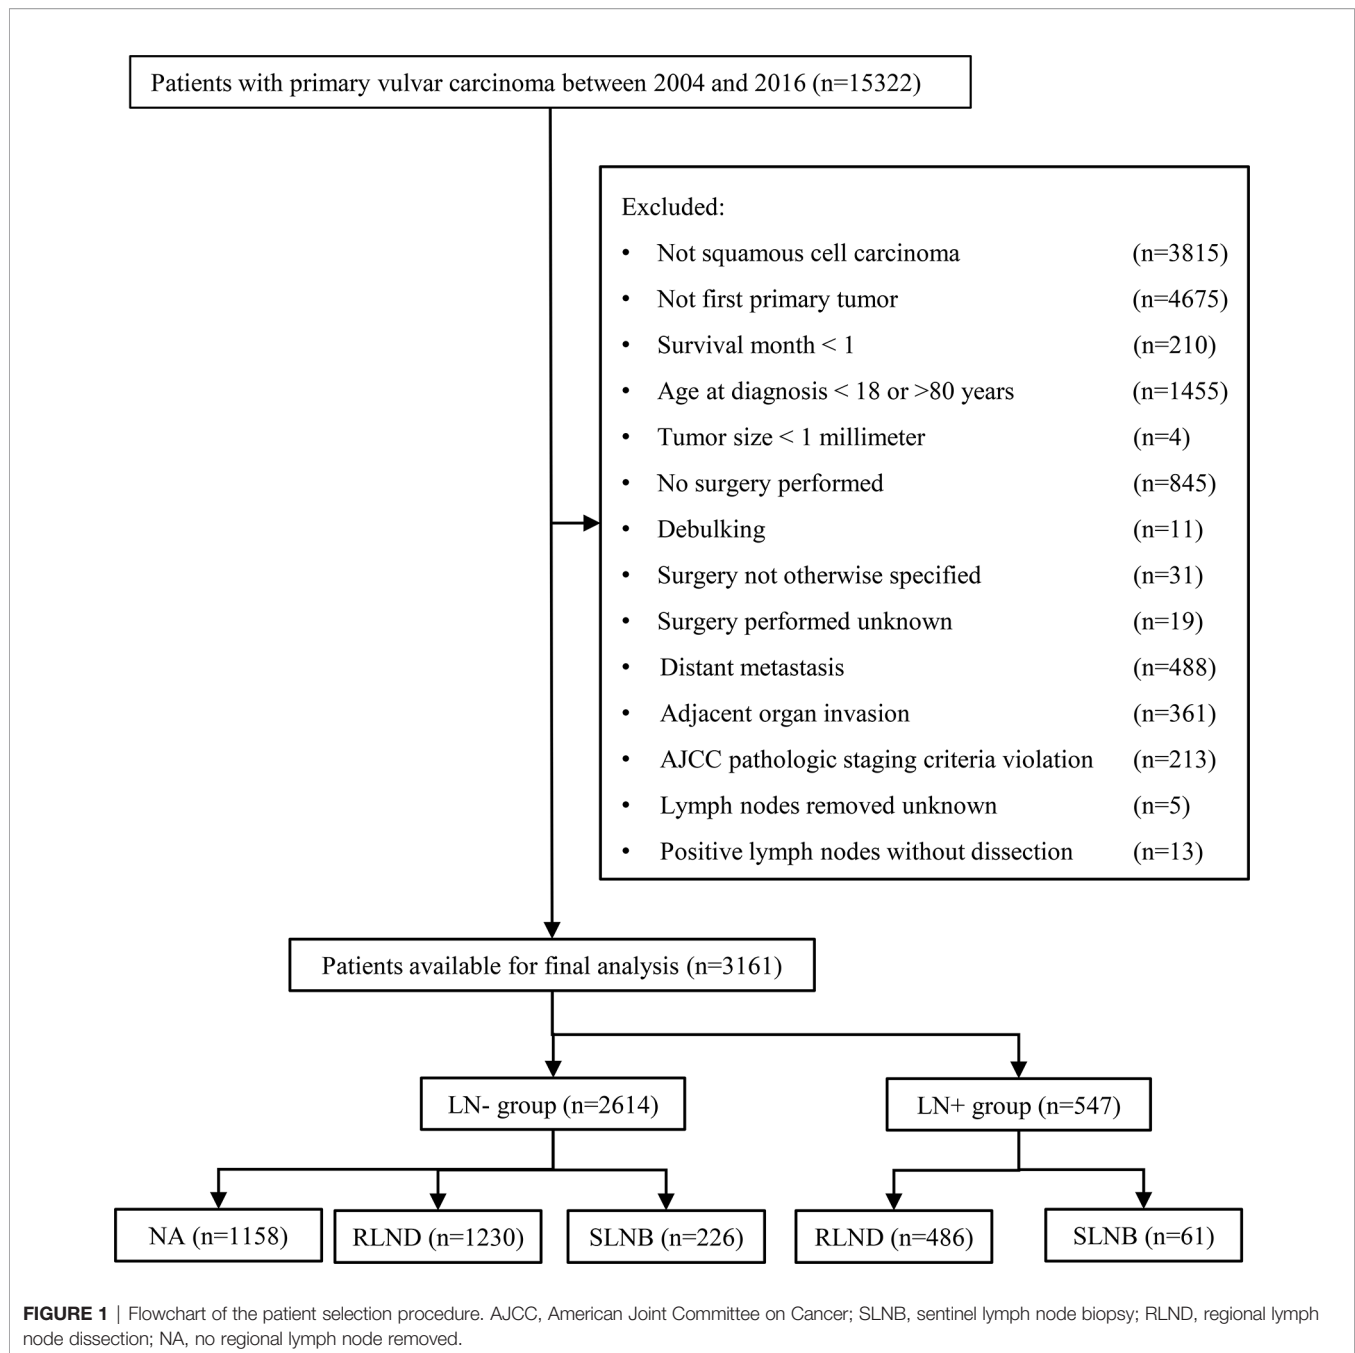 Patients with primary vulvar carcinoma between 2004 and 2016 (n=15322)
Excluded:
• Not squamous cell carcinoma (n=3815)
• Not first primary tumor (n=4675)
• Survival month < 1 (n=210)
• Age at diagnosis < 18 or >80 years (n=1455)
• Tumor size < 1 millimeter (n=4)
• No surgery performed (n=845)
• Debulking (n=11)
• Surgery not otherwise specified (n=31)
• Surgery performed unknown (n=19)
• Distant metastasis (n=488)
• Adjacent organ invasion (n=361)
• AJCC pathologic staging criteria violation (n=213)
• Lymph nodes removed unknown (n=5)
• Positive lymph nodes without dissection (n=13)
Patients available for final analysis (n=3161)
LN- group (n=2614)
LN+ group (n=547)
NA (n=1158)
RLND (n=1230)
SLNB (n=226)
RLND (n=486)
SLNB (n=61)
FIGURE 1 | Flowchart of the patient selection procedure. AJCC, American Joint Committee on Cancer; SLNB, sentinel lymph node biopsy; RLND, regional lymph
node dissection; NA, no regional lymph node removed.